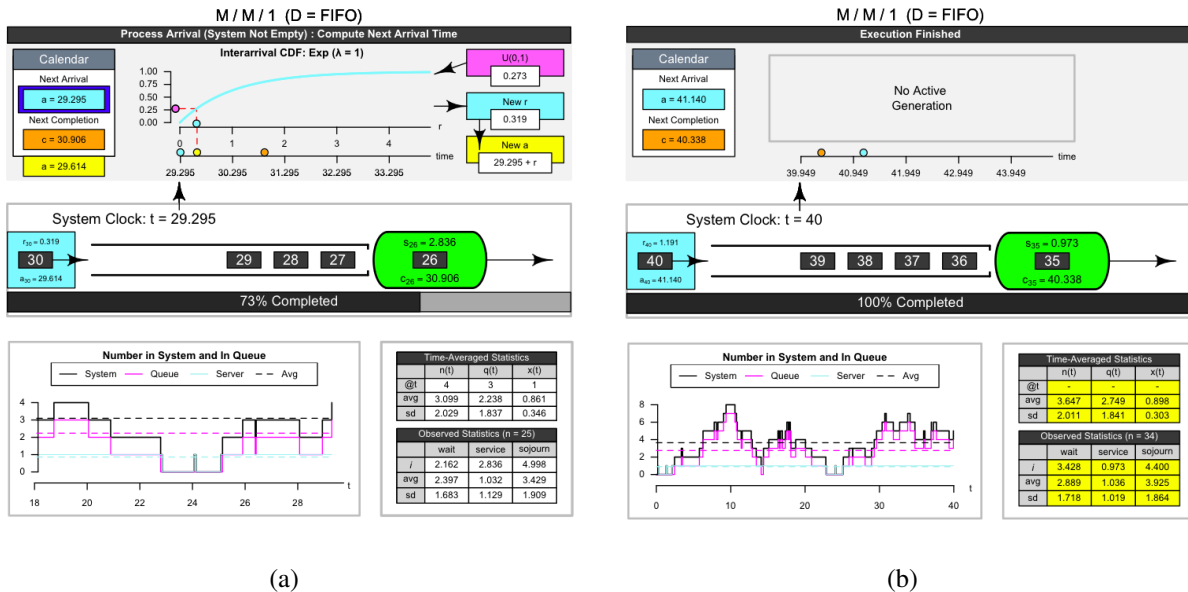 M / M / 1 (D = FIFO)
Process Arrival (System Not Empty) : Compute Next Arrival Time
Calendar
Next Arrival
a = 29.295
Next Completion
c = 30.906
a = 29.614
Interarrival CDF: Exp (λ = 1)
1.00
0.75
0.50
0.25
0.00
0 1 2 3 4 r
time
29.295 30.295 31.295 32.295 33.295
U(0,1)
0.273
New r
0.319
New a
29.295 + r
System Clock: t = 29.295
r₃₀ = 0.319
30
a₃₀ = 29.614
29 28 27
s₂₆ = 2.836
26
c₂₆ = 30.906
73% Completed
Number in System and In Queue
System Queue Server Avg
4
3
2
1
0
18 20 22 24 26 28 t
Time-Averaged Statistics
n(t) q(t) x(t)
@t 4 3 1
avg 3.099 2.238 0.861
sd 2.029 1.837 0.346
Observed Statistics (n = 25)
wait service sojourn
i 2.162 2.836 4.998
avg 2.397 1.032 3.429
sd 1.683 1.129 1.909
(a)
M / M / 1 (D = FIFO)
Execution Finished
Calendar
Next Arrival
a = 41.140
Next Completion
c = 40.338
No Active
Generation
time
39.949 40.949 41.949 42.949 43.949
System Clock: t = 40
r₄₀ = 1.191
40
a₄₀ = 41.140
39 38 37 36
s₃₅ = 0.973
35
c₃₅ = 40.338
100% Completed
Number in System and In Queue
System Queue Server Avg
8
6
4
2
0
0 10 20 30 40 t
Time-Averaged Statistics
n(t) q(t) x(t)
@t - - -
avg 3.647 2.749 0.898
sd 2.011 1.841 0.303
Observed Statistics (n = 34)
wait service sojourn
i 3.428 0.973 4.400
avg 2.889 1.036 3.925
sd 1.718 1.019 1.864
(b)